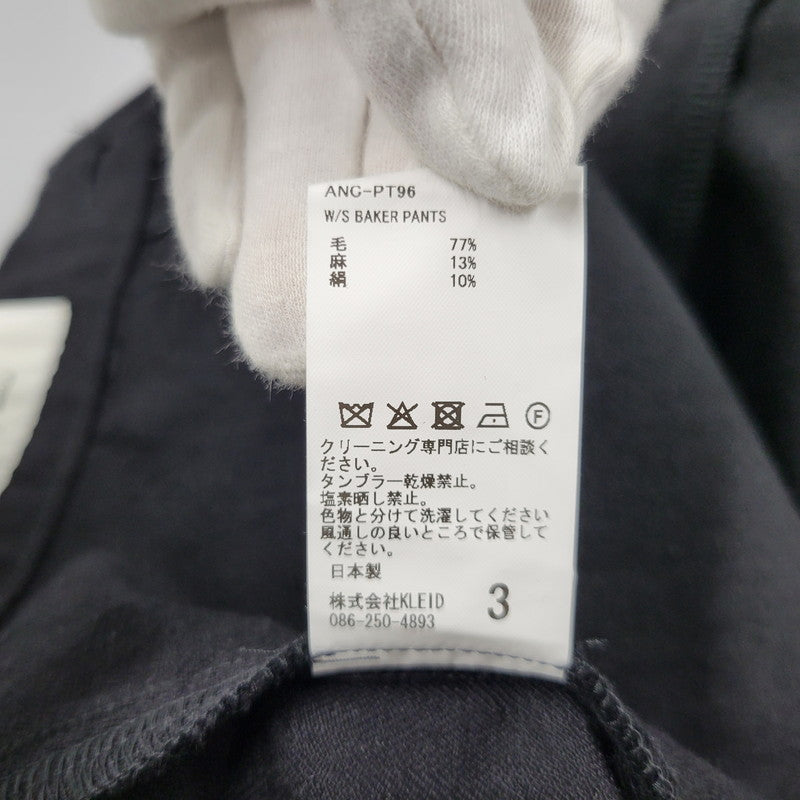 ANC-PT96
W/S BAKER PANTS
毛 77%
麻 13%
絹 10%
F
クリーニング専門店にご相談く
ださい。
タンブラー乾燥禁止。
塩素晒し禁止。
色物と分けて洗濯してください
風通しの良いところで保管して
ください。
日本製
株式会社KLEID 3
086-250-4893